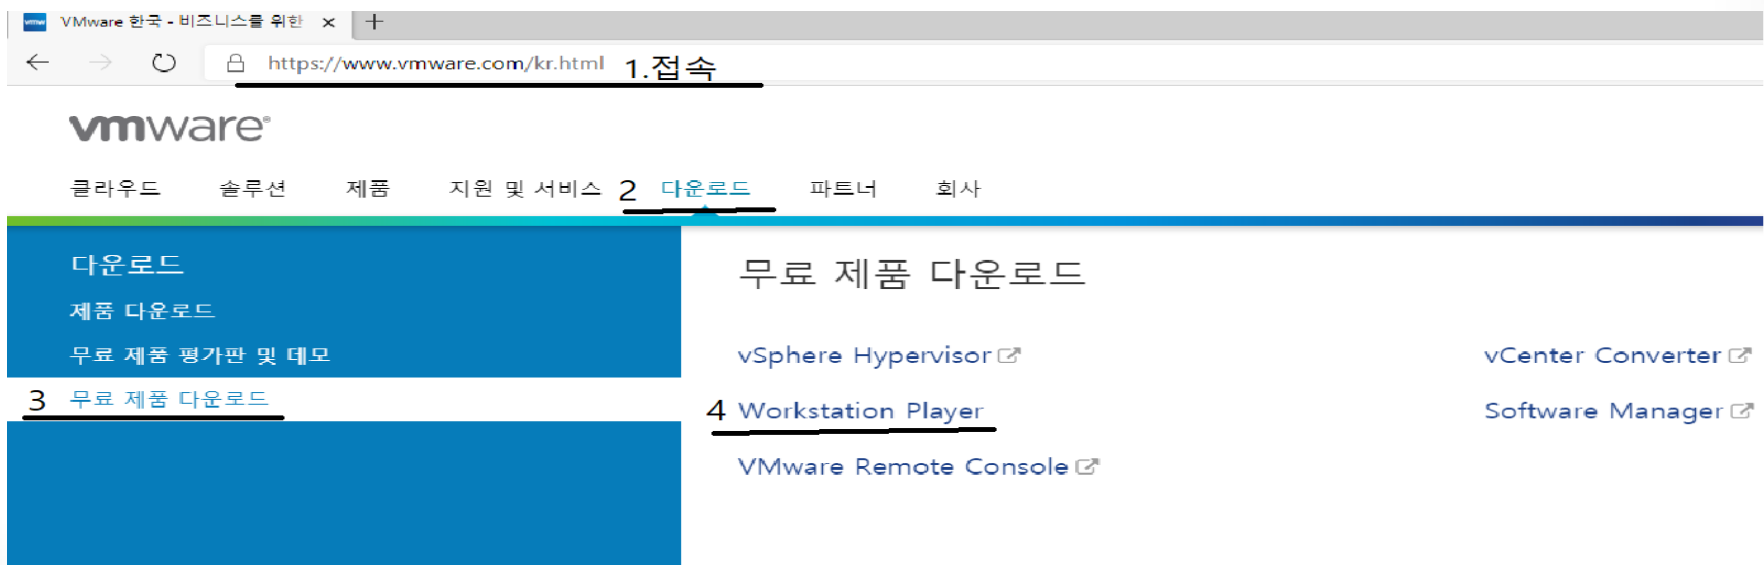 vmw VMware 한국 - 비즈니스를 위한
https://www.vmware.com/kr.html 1.접속
vmware®
클라우드 솔루션 제품 지원 및 서비스 2 다운로드 파트너 회사
다운로드
제품 다운로드
무료 제품 평가판 및 데모
3 무료 제품 다운로드
무료 제품 다운로드
vSphere Hypervisor vCenter Converter
4 Workstation Player Software Manager
VMware Remote Console